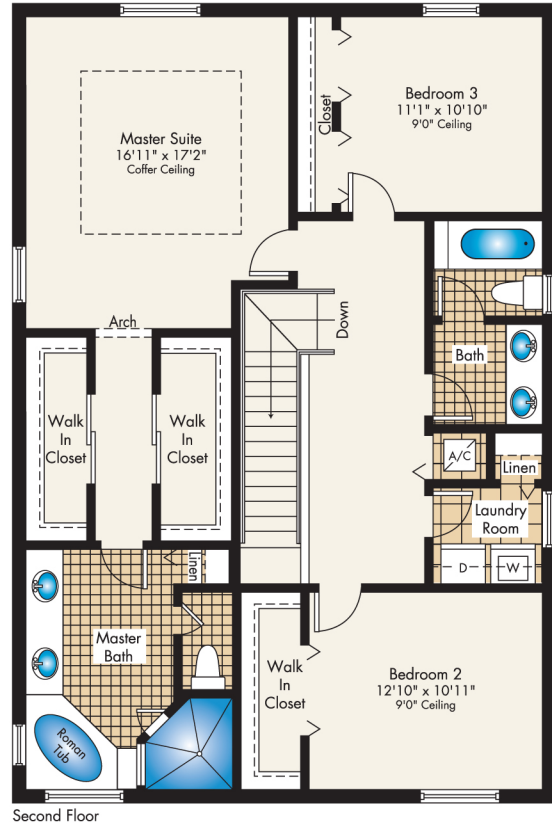 Master Suite
16'11" x 17'2"
Coffer Ceiling
Closet
Bedroom 3
11'1" x 10'10"
9'0" Ceiling
Arch
Down
Bath
Walk
In
Closet
Walk
In
Closet
A/C
Linen
Laundry
Room
D
W
Linen
Master
Bath
Walk
In
Closet
Bedroom 2
12'10" x 10'11"
9'0" Ceiling
Roman
Tub
Second Floor